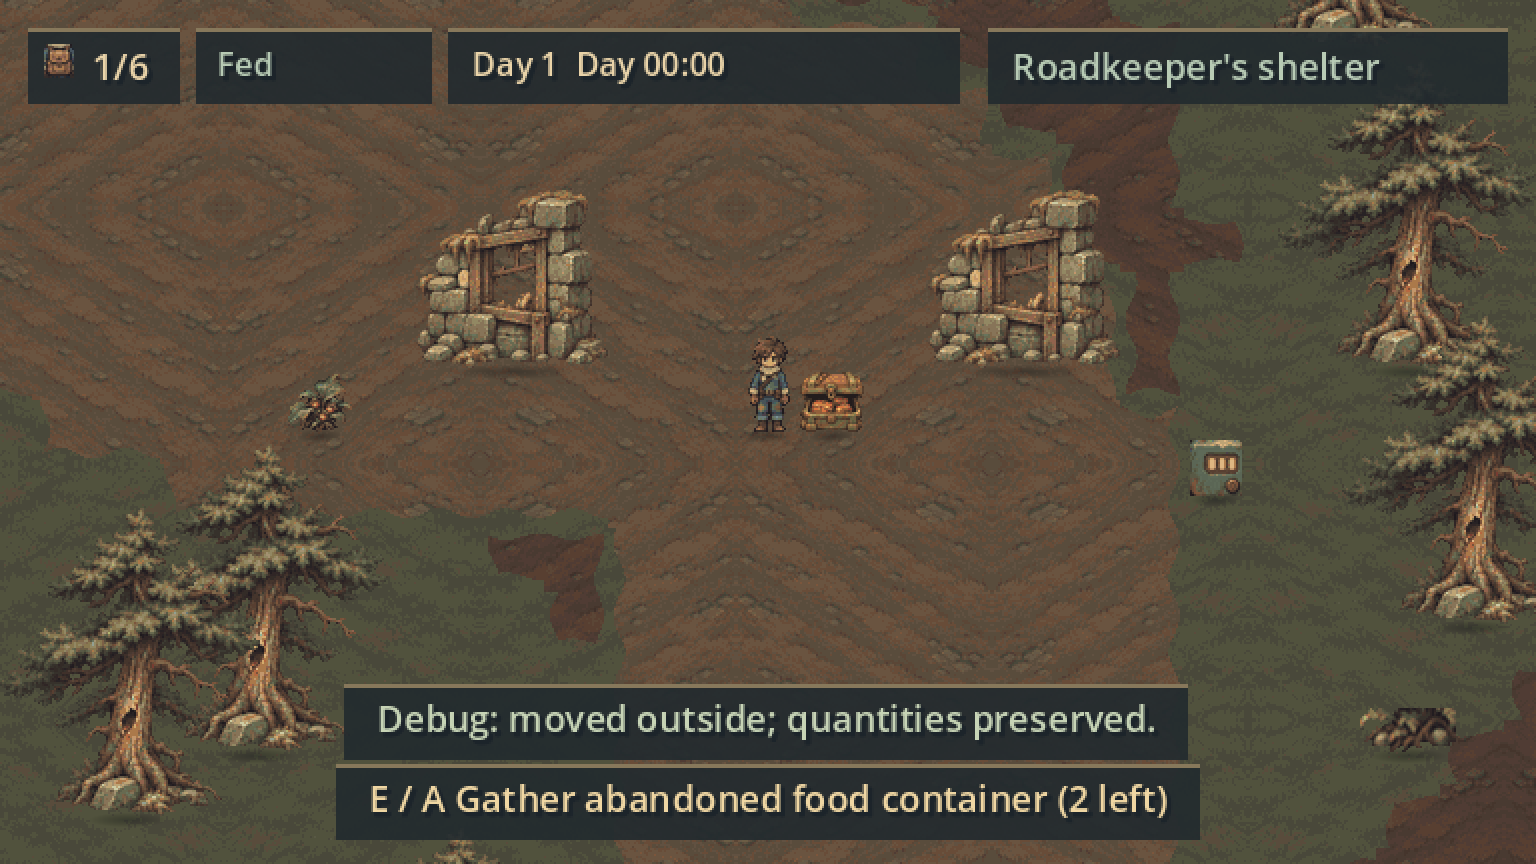 1/6
Fed
Day 1 Day 00:00
Roadkeeper's shelter
Debug: moved outside; quantities preserved.
E / A Gather abandoned food container (2 left)